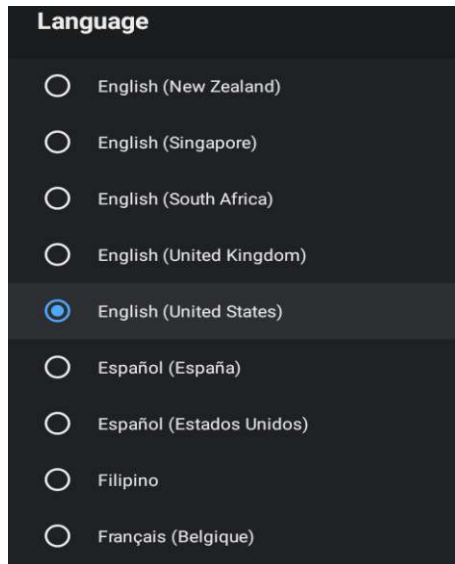 Language
English (New Zealand)
English (Singapore)
English (South Africa)
English (United Kingdom)
English (United States)
Español (España)
Español (Estados Unidos)
Filipino
Français (Belgique)